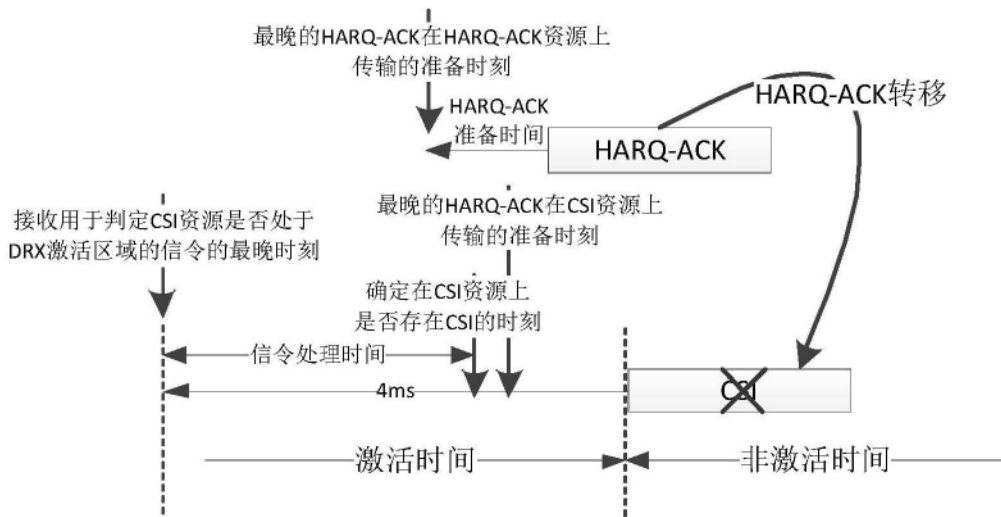 最晚的HARQ-ACK在HARQ-ACK资源上
传输的准备时刻
HARQ-ACK转移
HARQ-ACK
准备时间
HARQ-ACK
最晚的HARQ-ACK在CSI资源上
传输的准备时刻
接收用于判定CSI资源是否处于
DRX激活区域的信令的最晚时刻
确定在CSI资源上
是否存在CSI的时刻
信令处理时间
4ms
CSI
激活时间
非激活时间